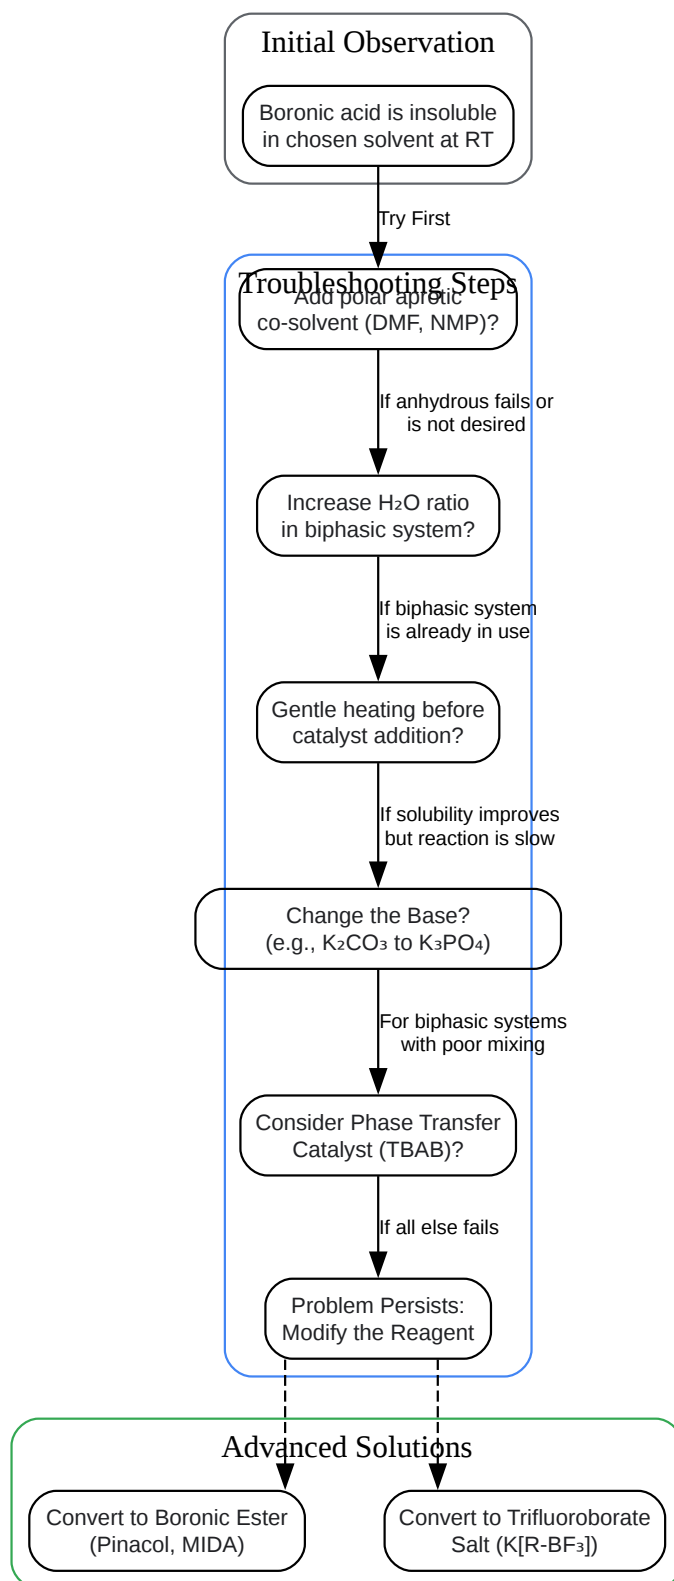 Initial Observation
Boronic acid is insoluble
in chosen solvent at RT
Try First
Troubleshooting Steps
Add polar aprotic
co-solvent (DMF, NMP)?
If anhydrous fails or
is not desired
Increase H₂O ratio
in biphasic system?
If biphasic system
is already in use
Gentle heating before
catalyst addition?
If solubility improves
but reaction is slow
Change the Base?
(e.g., K₂CO₃ to K₃PO₄)
For biphasic systems
with poor mixing
Consider Phase Transfer
Catalyst (TBAB)?
If all else fails
Problem Persists:
Modify the Reagent
Advanced Solutions
Convert to Boronic Ester
(Pinacol, MIDA)
Convert to Trifluoroborate
Salt (K[R-BF₃])